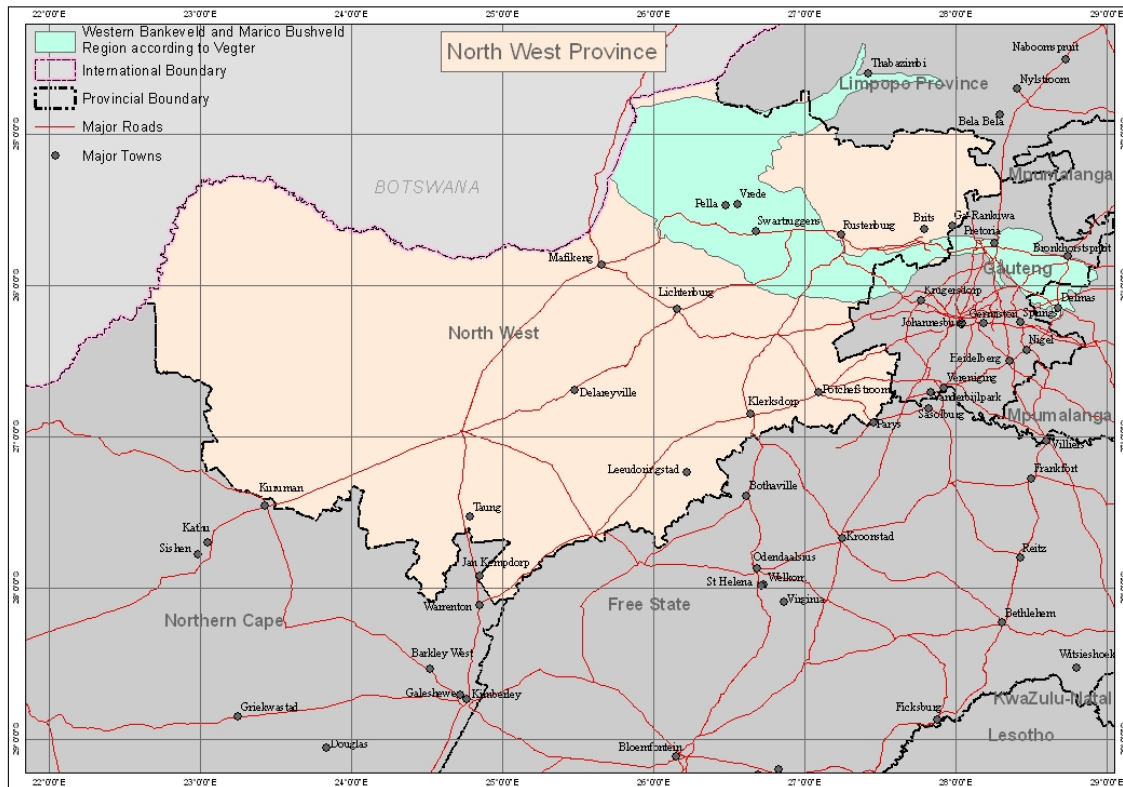 22°0'0"E 23°0'0"E 24°0'0"E 25°0'0"E 26°0'0"E 27°0'0"E 28°0'0"E 29°0'0"E
Western Bankeveld and Marico Bushveld
Region according to Vegter
International Boundary
Provincial Boundary
Major Roads
Major Towns
North West Province
Naboomspruit
Thabazimbi
Limpopo Province
Nylstroom
Bela Bela
Mpumalanga
BOTSWANA
Pella
Vrede
Swartruggens
Rustenburg
Brits
Ga-Rankuwa
Pretoria
Bronkhorstspruit
Gauteng
Mafikeng
Lichtenburg
Krugersdorp
Delmas
Johannesburg
Germiston
Springs
North West
Nigel
Heidelberg
Delareyville
Potchefstroom
Vereniging
Vanderbijlpark
Sasolburg
Klerksdorp
Parys
Mpumalanga
Villiers
Leeudoringstad
Frankfort
Kuruman
Bothaville
Taung
Kathu
Sishen
Kroonstad
Reitz
Jan Kempdorp
Odendaalsius
St Helena
Welkom
Virginia
Warrenton
Free State
Northern Cape
Bethlehem
Barkley West
Witsieshoek
Galeshewe
Kimberley
KwaZulu-Natal
Griekwastad
Ficksburg
Lesotho
Douglas
Bloemfontein
22°0'0"E 23°0'0"E 24°0'0"E 25°0'0"E 26°0'0"E 27°0'0"E 28°0'0"E 29°0'0"E